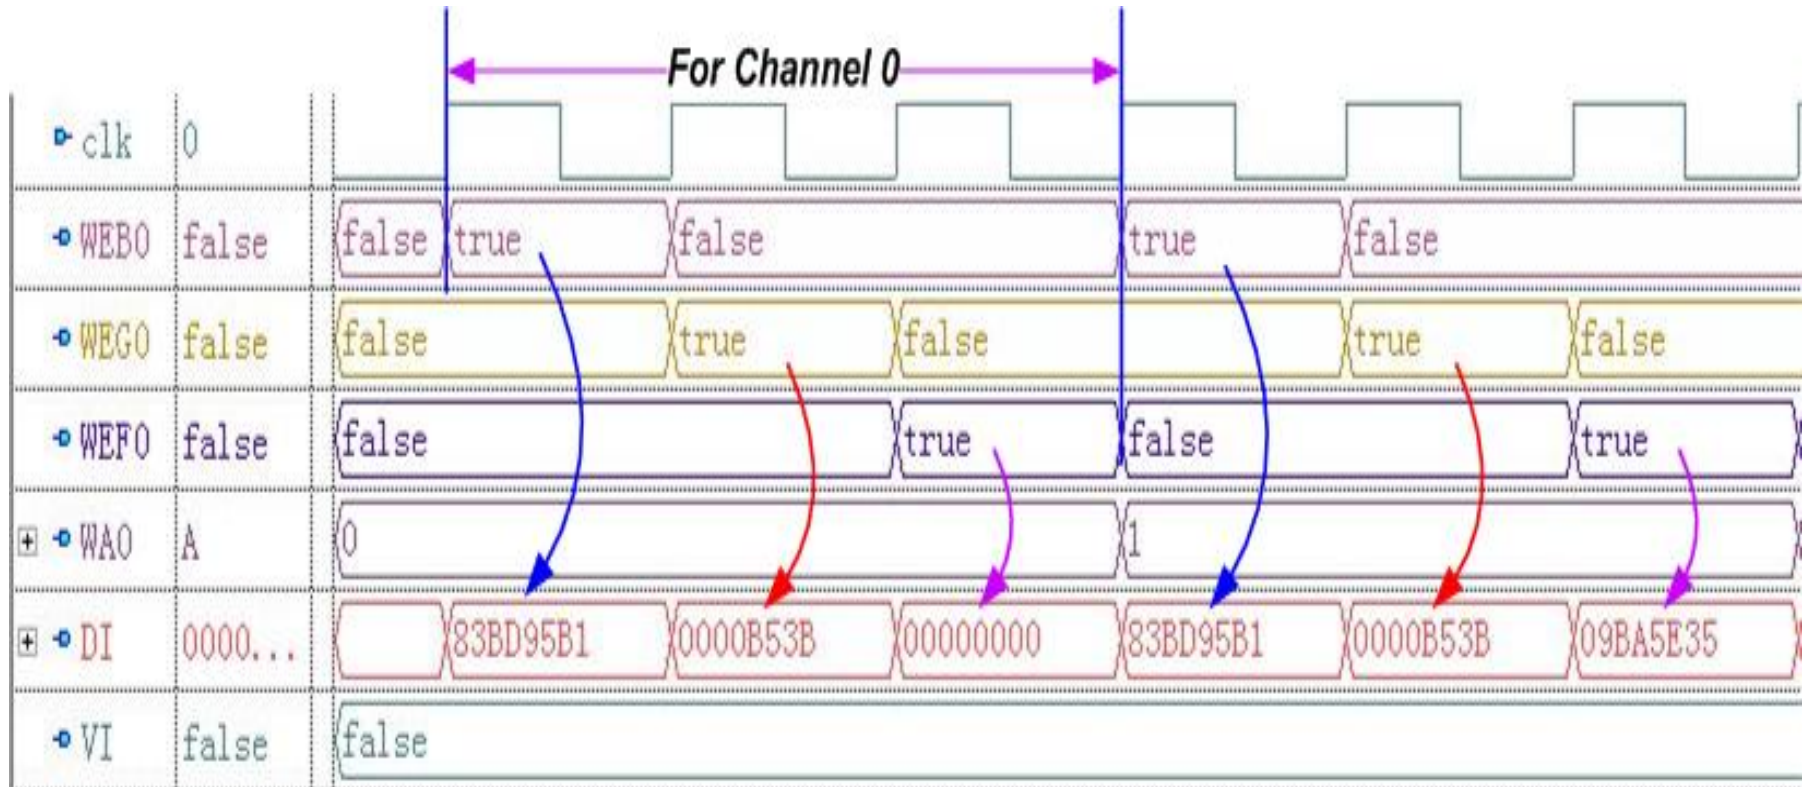 For Channel 0
clk 0
WEB0 false false true false true false
WEG0 false false true false true false
WEF0 false false true false true
WA0 A 0 1
DI 0000... 83BD95B1 0000B53B 00000000 83BD95B1 0000B53B 09BA5E35
VI false false